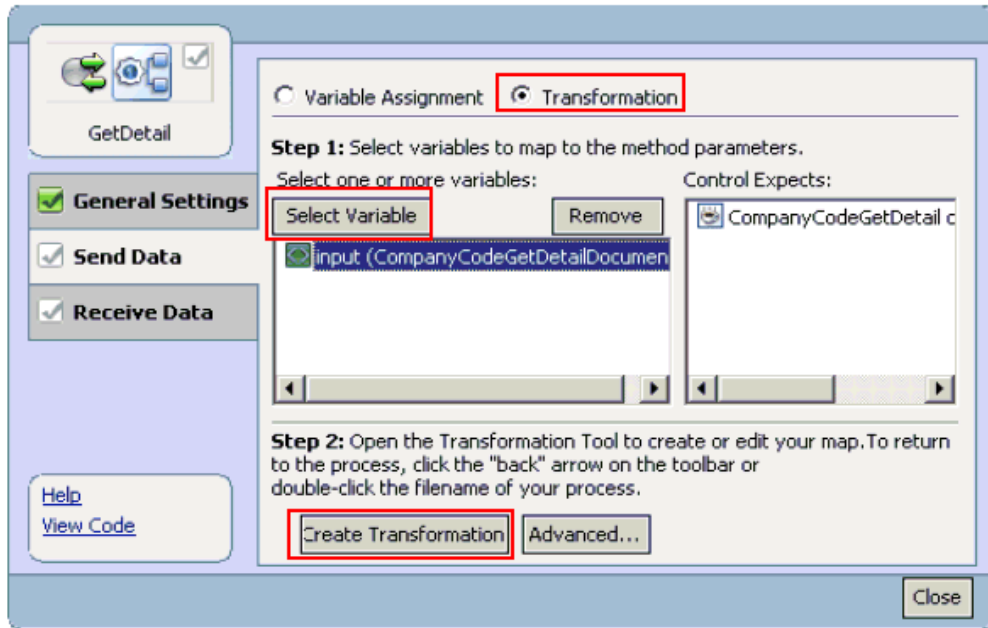 GetDetail
General Settings
Send Data
Receive Data
Help
View Code
Variable Assignment Transformation
Step 1: Select variables to map to the method parameters.
Select one or more variables: Control Expects:
Select Variable Remove
input (CompanyCodeGetDetailDocumen
CompanyCodeGetDetail c
Step 2: Open the Transformation Tool to create or edit your map.To return
to the process, click the "back" arrow on the toolbar or
double-click the filename of your process.
Create Transformation Advanced...
Close